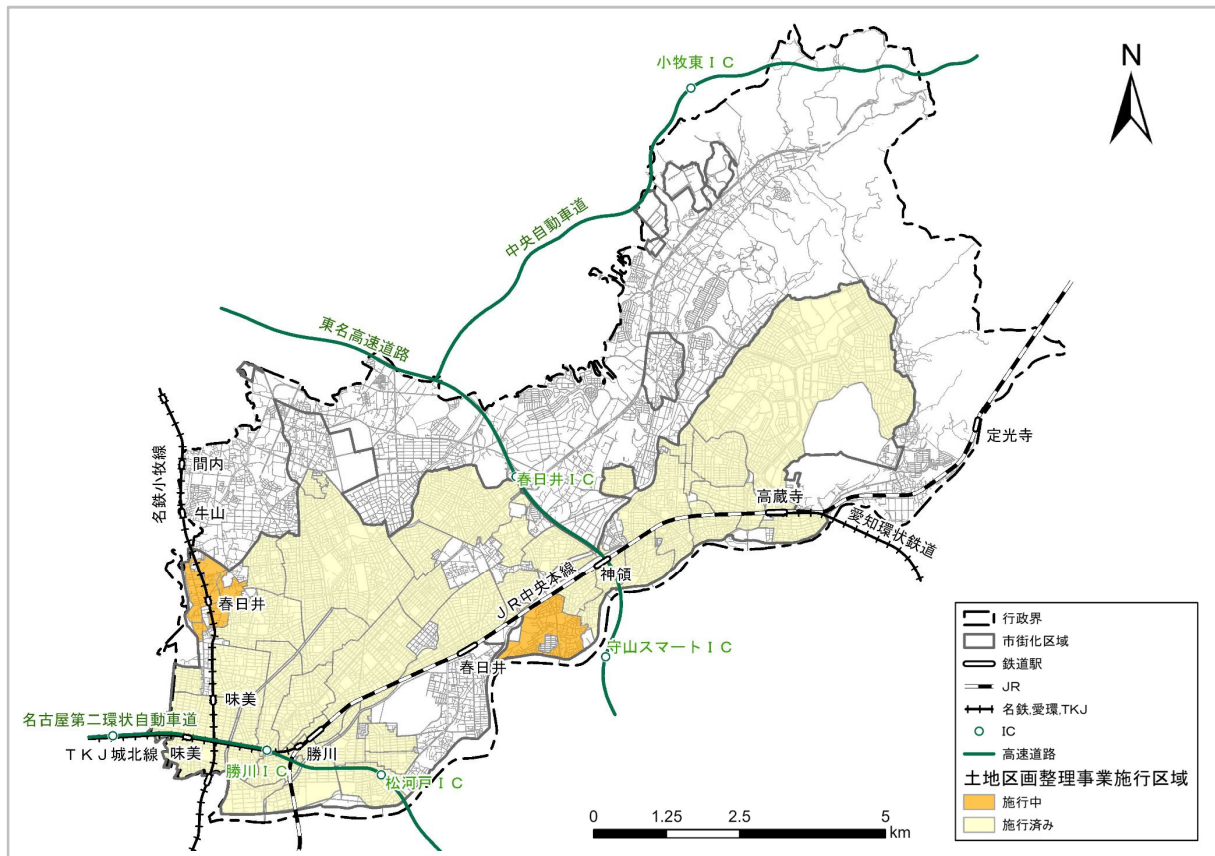 小牧東ＩＣ
N
中央自動車道
東名高速道路
名鉄小牧線
間内
牛山
春日井ＩＣ
定光寺
高蔵寺
愛知環状鉄道
ＪＲ中央本線
神領
春日井
守山スマートＩＣ
春日井
味美
名古屋第二環状自動車道
ＴＫＪ城北線
味美
勝川
勝川ＩＣ
松河戸ＩＣ
0 1.25 2.5 5
km
行政界
市街化区域
鉄道駅
JR
名鉄,愛環,TKJ
IC
高速道路
土地区画整理事業施行区域
施行中
施行済み